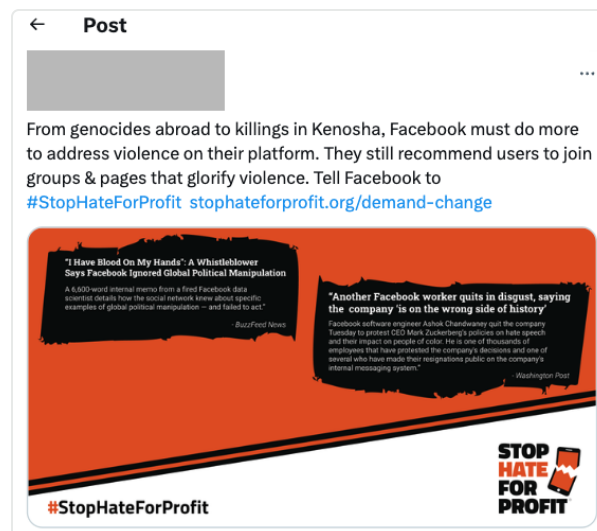 Post
From genocides abroad to killings in Kenosha, Facebook must do more
to address violence on their platform. They still recommend users to join
groups & pages that glorify violence. Tell Facebook to
#StopHateForProfit stophateforprofit.org/demand-change
"I Have Blood On My Hands": A Whistleblower
Says Facebook Ignored Global Political Manipulation
A 6,600-word internal memo from a fired Facebook data
scientist details how the social network knew about specific
examples of global political manipulation — and failed to act."
- BuzzFeed News
"Another Facebook worker quits in disgust, saying
the company 'is on the wrong side of history'
Facebook software engineer Ashok Chandwaney quit the company
Tuesday to protest CEO Mark Zuckerberg's policies on hate speech
and their impact on people of color. He is one of thousands of
employees that have protested the company's decisions and one of
several who have made their resignations public on the company's
internal messaging system."
- Washington Post
#StopHateForProfit
STOP
HATE
FOR
PROFIT